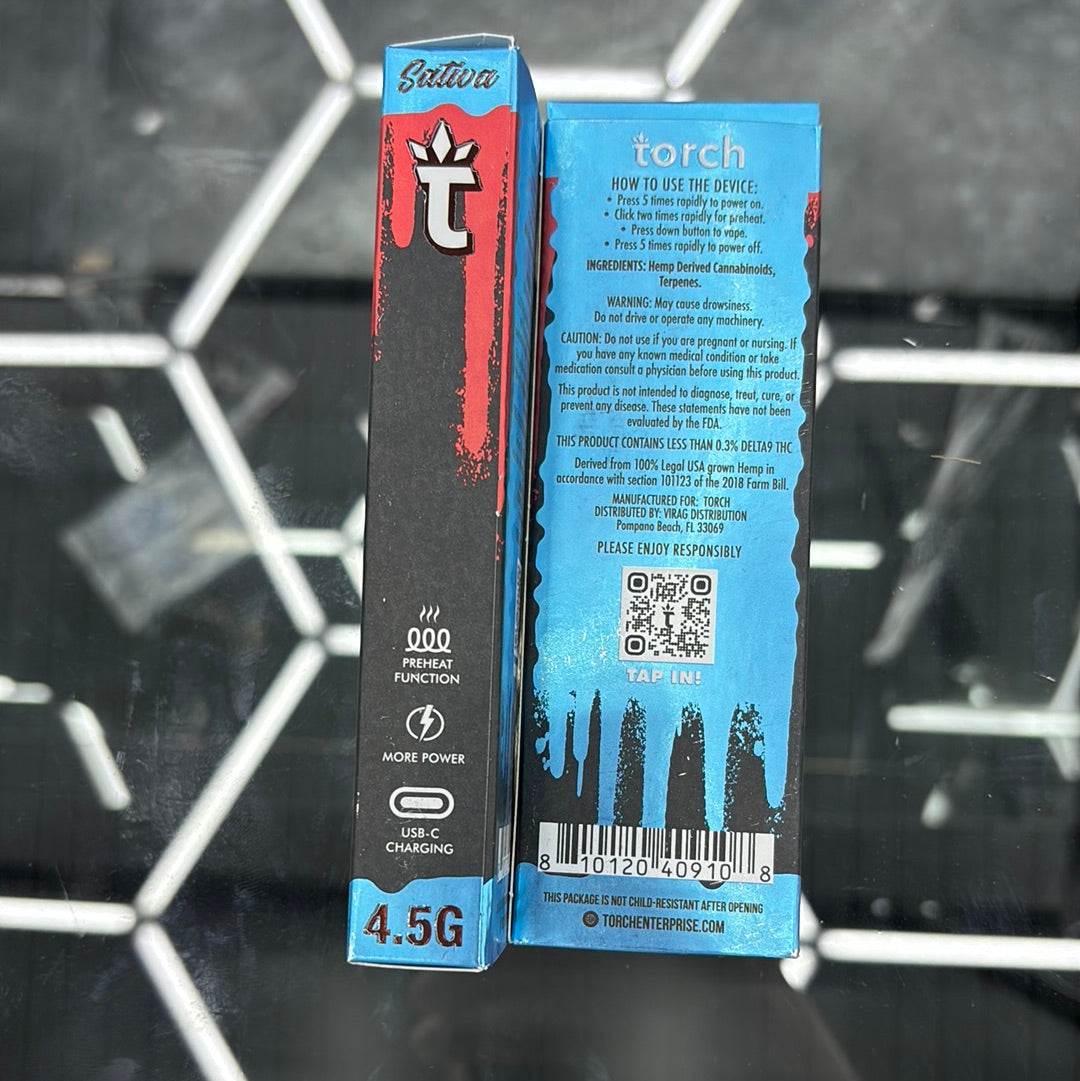 Sativa
t
PREHEAT
FUNCTION
MORE POWER
USB-C
CHARGING
4.5G
torch
HOW TO USE THE DEVICE:
• Press 5 times rapidly to power on.
• Click two times rapidly for preheat.
• Press down button to vape.
• Press 5 times rapidly to power off.
INGREDIENTS: Hemp Derived Cannabinoids,
Terpenes.
WARNING: May cause drowsiness.
Do not drive or operate any machinery.
CAUTION: Do not use if you are pregnant or nursing. If
you have any known medical condition or take
medication consult a physician before using this product.
This product is not intended to diagnose, treat, cure, or
prevent any disease. These statements have not been
evaluated by the FDA.
THIS PRODUCT CONTAINS LESS THAN 0.3% DELTA9 THC
Derived from 100% Legal USA grown Hemp in
accordance with section 101123 of the 2018 Farm Bill.
MANUFACTURED FOR: TORCH
DISTRIBUTED BY: VIRAG DISTRIBUTION
Pompano Beach, FL 33069
PLEASE ENJOY RESPONSIBLY
t
TAP IN!
8 10120 40910 8
THIS PACKAGE IS NOT CHILD-RESISTANT AFTER OPENING
TORCHENTERPRISE.COM